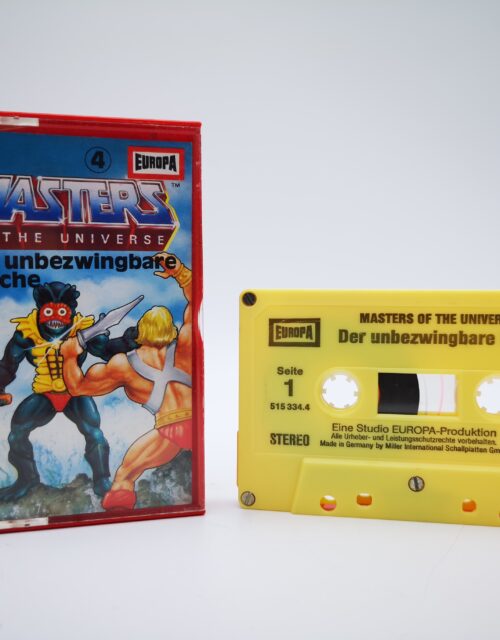 4
EUROPA
MASTERS
™
THE UNIVERSE
unbezwingbare
che
EUROPA
MASTERS OF THE UNIVER
Der unbezwingbare
Seite
1
515 334.4
STEREO
Eine Studio EUROPA-Produktion
Alle Urheber- und Leistungsschutzrechte vorbehalten.
Made in Germany by Miller International Schallplatten Gm